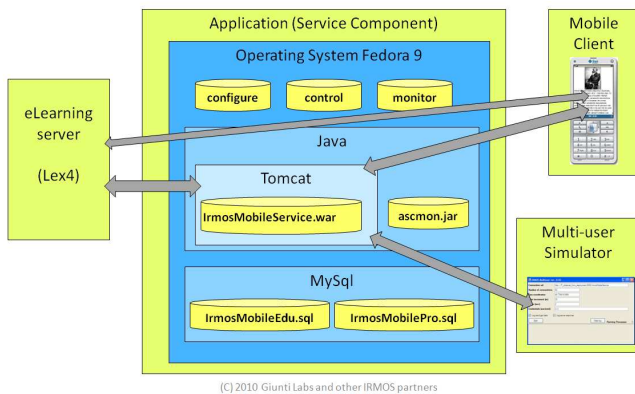 Application (Service Component)
Operating System Fedora 9
configure
control
monitor
Java
Tomcat
IrmosMobileService.war
ascmon.jar
MySql
IrmosMobileEdu.sql
IrmosMobilePro.sql
eLearning
server
(Lex4)
Mobile
Client
Multi-user
Simulator
(C) 2010 Giunti Labs and other IRMOS partners